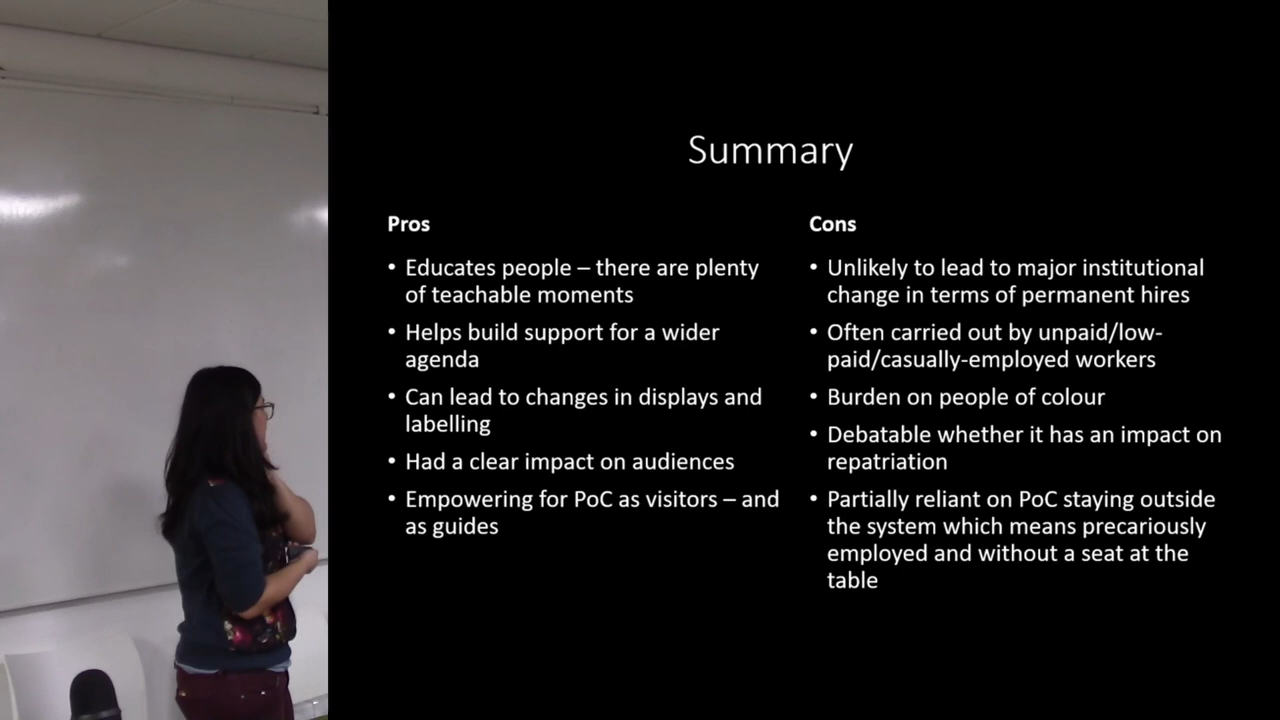 Summary
Pros
• Educates people – there are plenty
of teachable moments
• Helps build support for a wider
agenda
• Can lead to changes in displays and
labelling
• Had a clear impact on audiences
• Empowering for PoC as visitors – and
as guides
Cons
• Unlikely to lead to major institutional
change in terms of permanent hires
• Often carried out by unpaid/low-
paid/casually-employed workers
• Burden on people of colour
• Debatable whether it has an impact on
repatriation
• Partially reliant on PoC staying outside
the system which means precariously
employed and without a seat at the
table